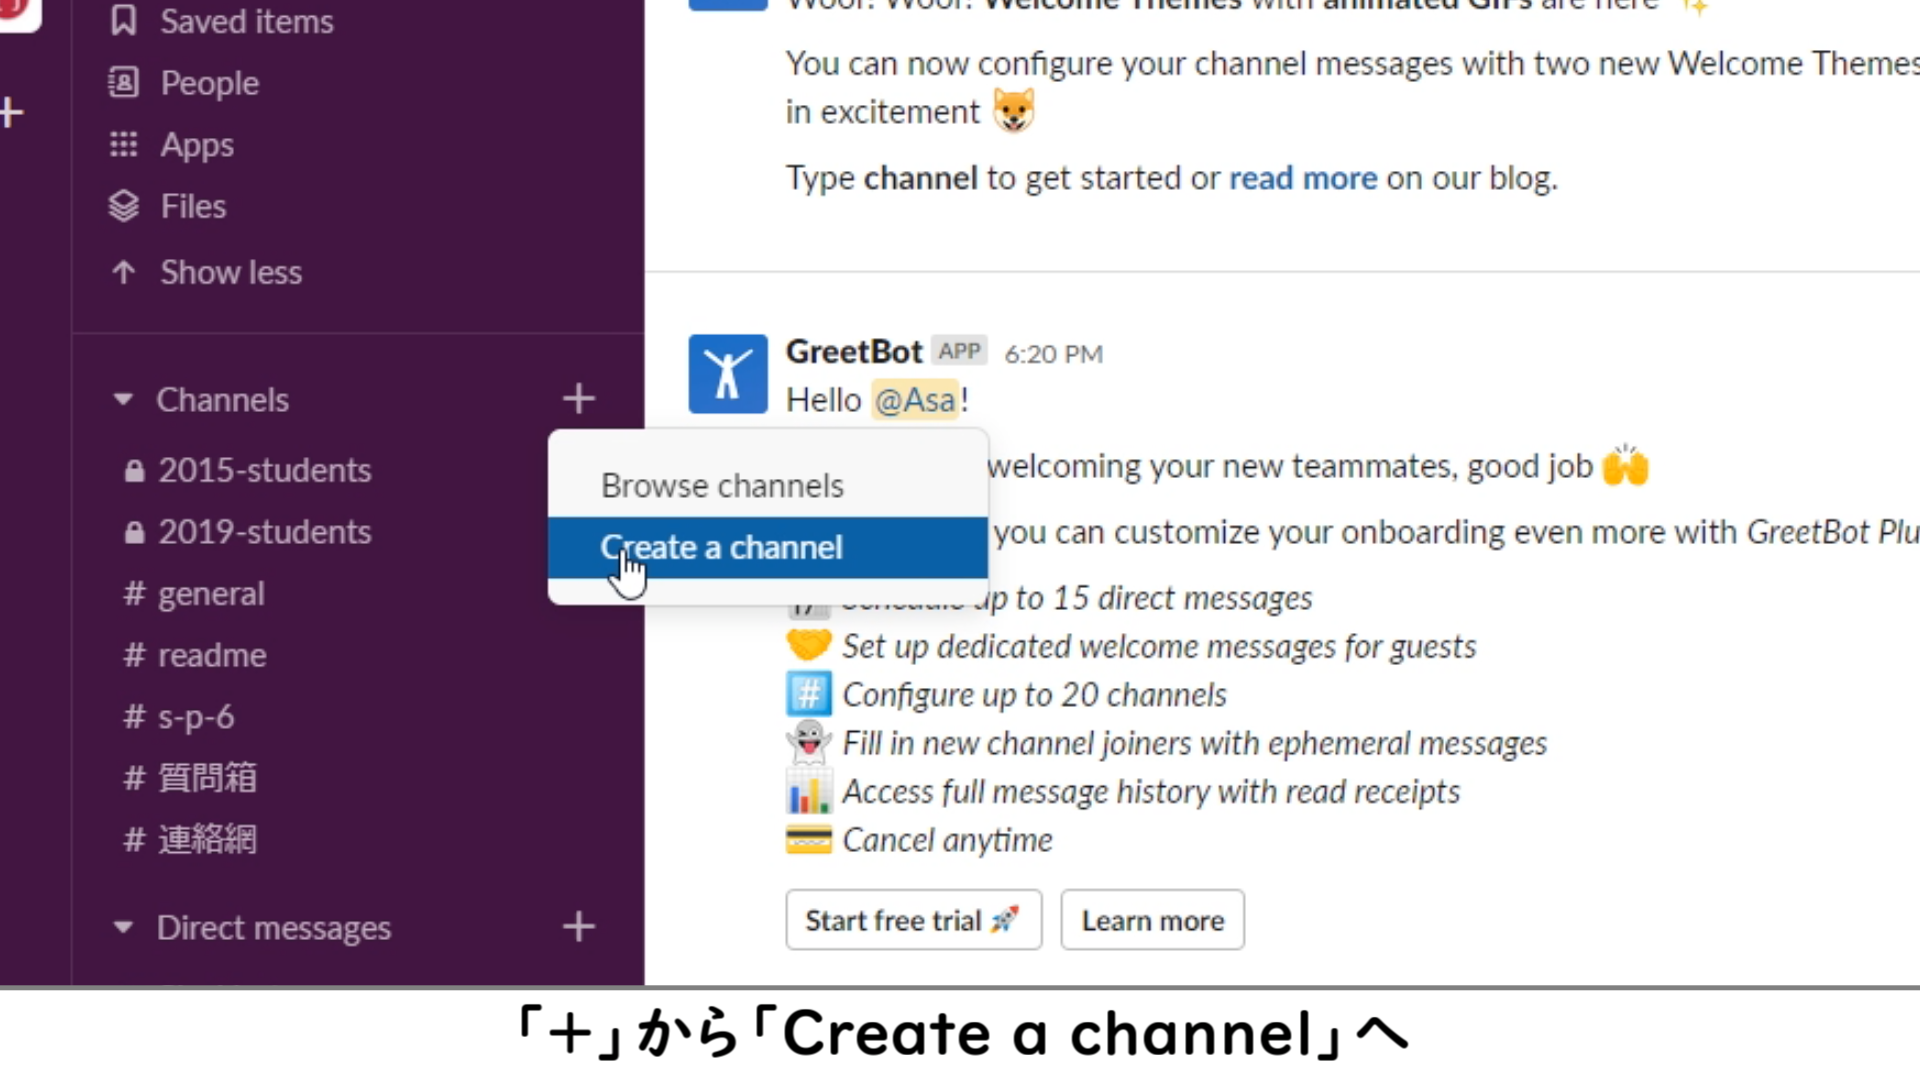 Saved items
People
Apps
Files
Show less
Channels
2015-students
2019-students
# general
# readme
# s-p-6
# 質問箱
# 連絡網
Direct messages
Woof! Woof! Welcome Themes with animated GIFs are here
You can now configure your channel messages with two new Welcome Themes
in excitement
Type channel to get started or read more on our blog.
GreetBot APP 6:20 PM
Hello @Asa!
Browse channels
Create a channel
welcoming your new teammates, good job
you can customize your onboarding even more with GreetBot Plu
Schedule up to 15 direct messages
Set up dedicated welcome messages for guests
Configure up to 20 channels
Fill in new channel joiners with ephemeral messages
Access full message history with read receipts
Cancel anytime
Start free trial
Learn more
「+」から「Create a channel」へ